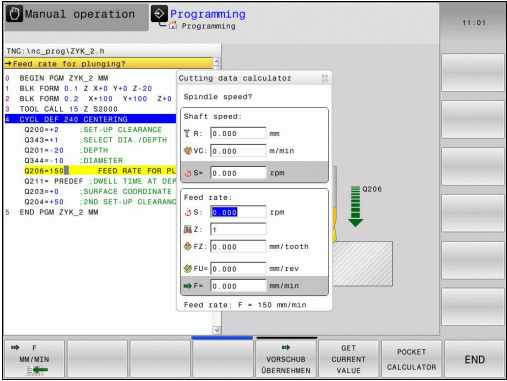 Manual operation
Programming
Programming
11:01
TNC:\nc_prog\ZYK_2.h
→Feed rate for plunging?
0 BEGIN PGM ZYK_2 MM
1 BLK FORM 0.1 Z X+0 Y+0 Z-20
2 BLK FORM 0.2 X+100 Y+100 Z+0
3 TOOL CALL 15 Z S2000
4 CYCL DEF 240 CENTERING
Q200=+2 ;SET-UP CLEARANCE
Q343=+1 ;SELECT DIA./DEPTH
Q201=-20 ;DEPTH
Q344=-10 ;DIAMETER
Q206=150 FEED RATE FOR PL
Q211= PREDEF ;DWELL TIME AT DEP
Q203=+0 ;SURFACE COORDINATE
Q204=+50 ;2ND SET-UP CLEARANC
5 END PGM ZYK_2 MM
Cutting data calculator
Spindle speed?
Shaft speed:
R: 0.000 mm
VC: 0.000 m/min
S= 0.000 rpm
Feed rate:
S: 0.000 rpm
Z: 1
FZ: 0.000 mm/tooth
FU= 0.000 mm/rev
F= 0.000 mm/min
Feed rate: F = 150 mm/min
Q206
F
MM/MIN
VORSCHUB
ÜBERNEHMEN
GET
CURRENT
VALUE
POCKET
CALCULATOR
END